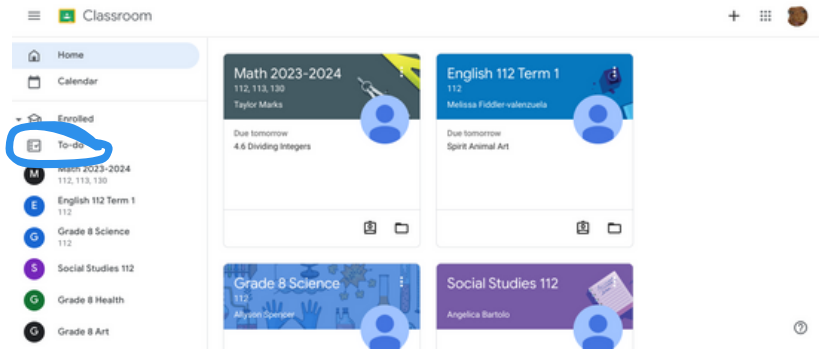 Classroom
Home
Calendar
Enrolled
To-do
M
Math 2023-2024
112, 113, 130
E
English 112 Term 1
112
G
Grade 8 Science
112
S
Social Studies 112
G
Grade 8 Health
G
Grade 8 Art
Math 2023-2024
112, 113, 130
Taylor Marks
Due tomorrow
4.6 Dividing Integers
English 112 Term 1
112
Melissa Fiddler-valenzuela
Due tomorrow
Spirit Animal Art
Grade 8 Science
112
Allyson Spencer
Social Studies 112
Angelica Bartolo